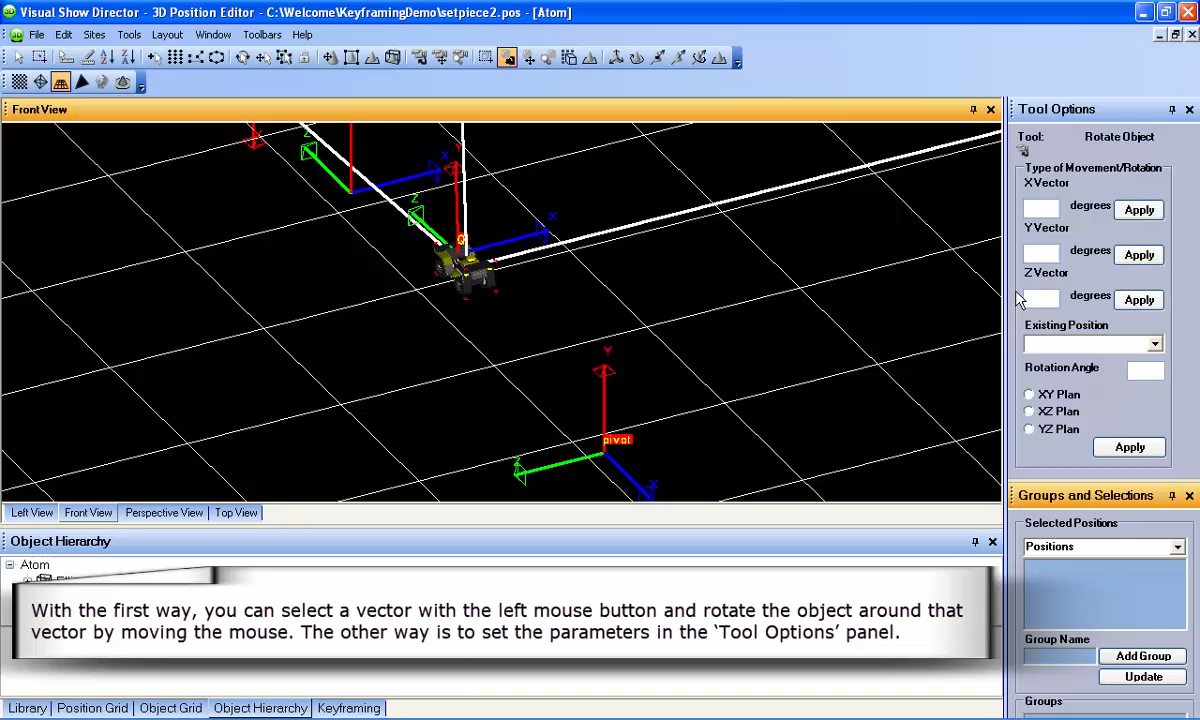 Visual Show Director - 3D Position Editor - C:\Welcome\KeyframingDemo\setpiece2.pos - [Atom]
File Edit Sites Tools Layout Window Toolbars Help
Front View
Tool Options
Tool: Rotate Object
Type of Movement/Rotation
X Vector
degrees Apply
Y Vector
degrees Apply
Z Vector
degrees Apply
Existing Position
Rotation Angle
XY Plan
XZ Plan
YZ Plan
Apply
Z X Y
Z X
Y
pivot
Z X
Left View Front View Perspective View Top View
Groups and Selections
Selected Positions
Positions
Group Name
Add Group
Update
Groups
Object Hierarchy
Atom
With the first way, you can select a vector with the left mouse button and rotate the object around that
vector by moving the mouse. The other way is to set the parameters in the ‘Tool Options’ panel.
Library Position Grid Object Grid Object Hierarchy Keyframing